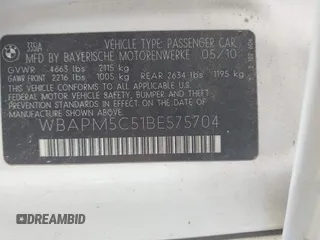 335iA VEHICLE TYPE: PASSENGER CAR
MFD BY BAYERISCHE MOTORENWERKE 05/10
GVWR 4663 lbs 2115 kg
GAWR FRONT 2216 lbs 1005 kg REAR 2634 lbs 1195 kg
THIS VEHICLE CONFORMS TO ALL APPLICABLE
FEDERAL MOTOR VEHICLE SAFETY, BUMPER, AND
THEFT PREVENTION STANDARDS IN EFFECT
ON THE DATE OF MANUFACTURE SHOWN ABOVE.
WBAPM5C51BE575704
DREAMBID